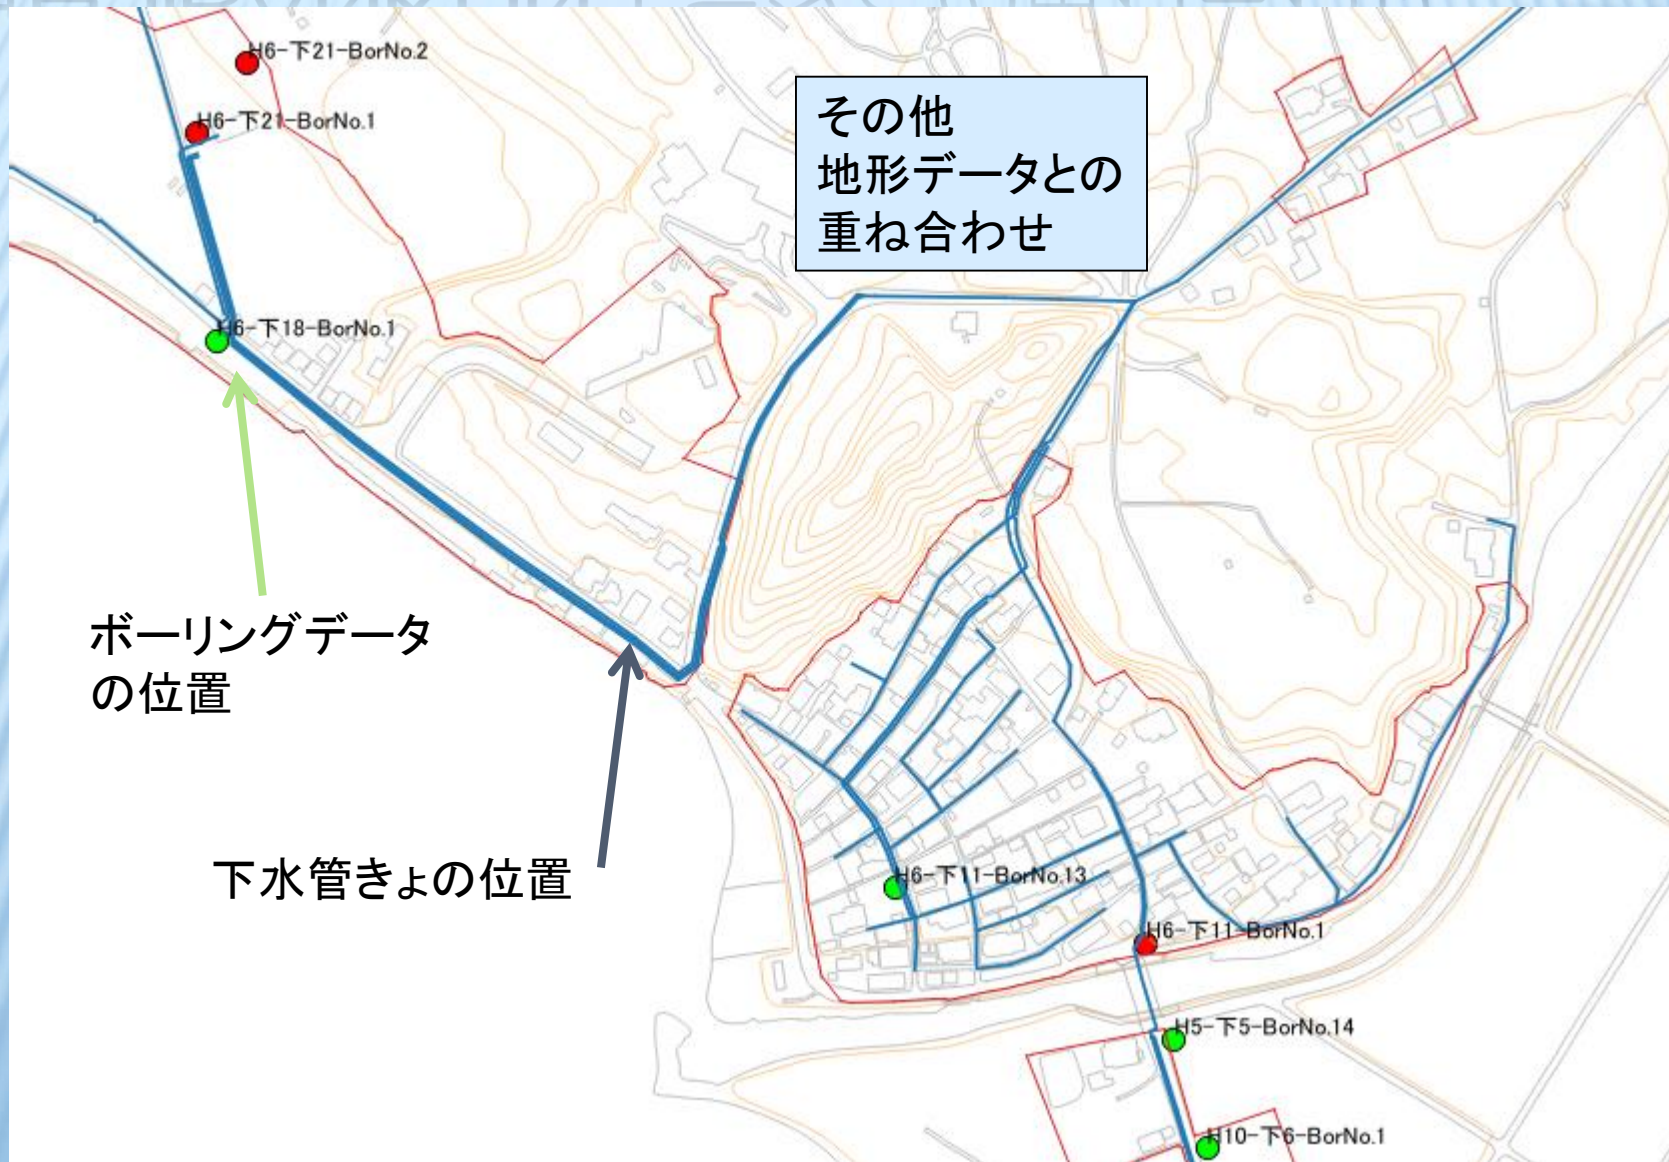 H6-下21-BorNo.2
H6-下21-BorNo.1
その他
地形データとの
重ね合わせ
H6-下18-BorNo.1
ボーリングデータ
の位置
下水管きょの位置
H6-下11-BorNo.13
H6-下11-BorNo.1
H5-下5-BorNo.14
H10-下6-BorNo.1